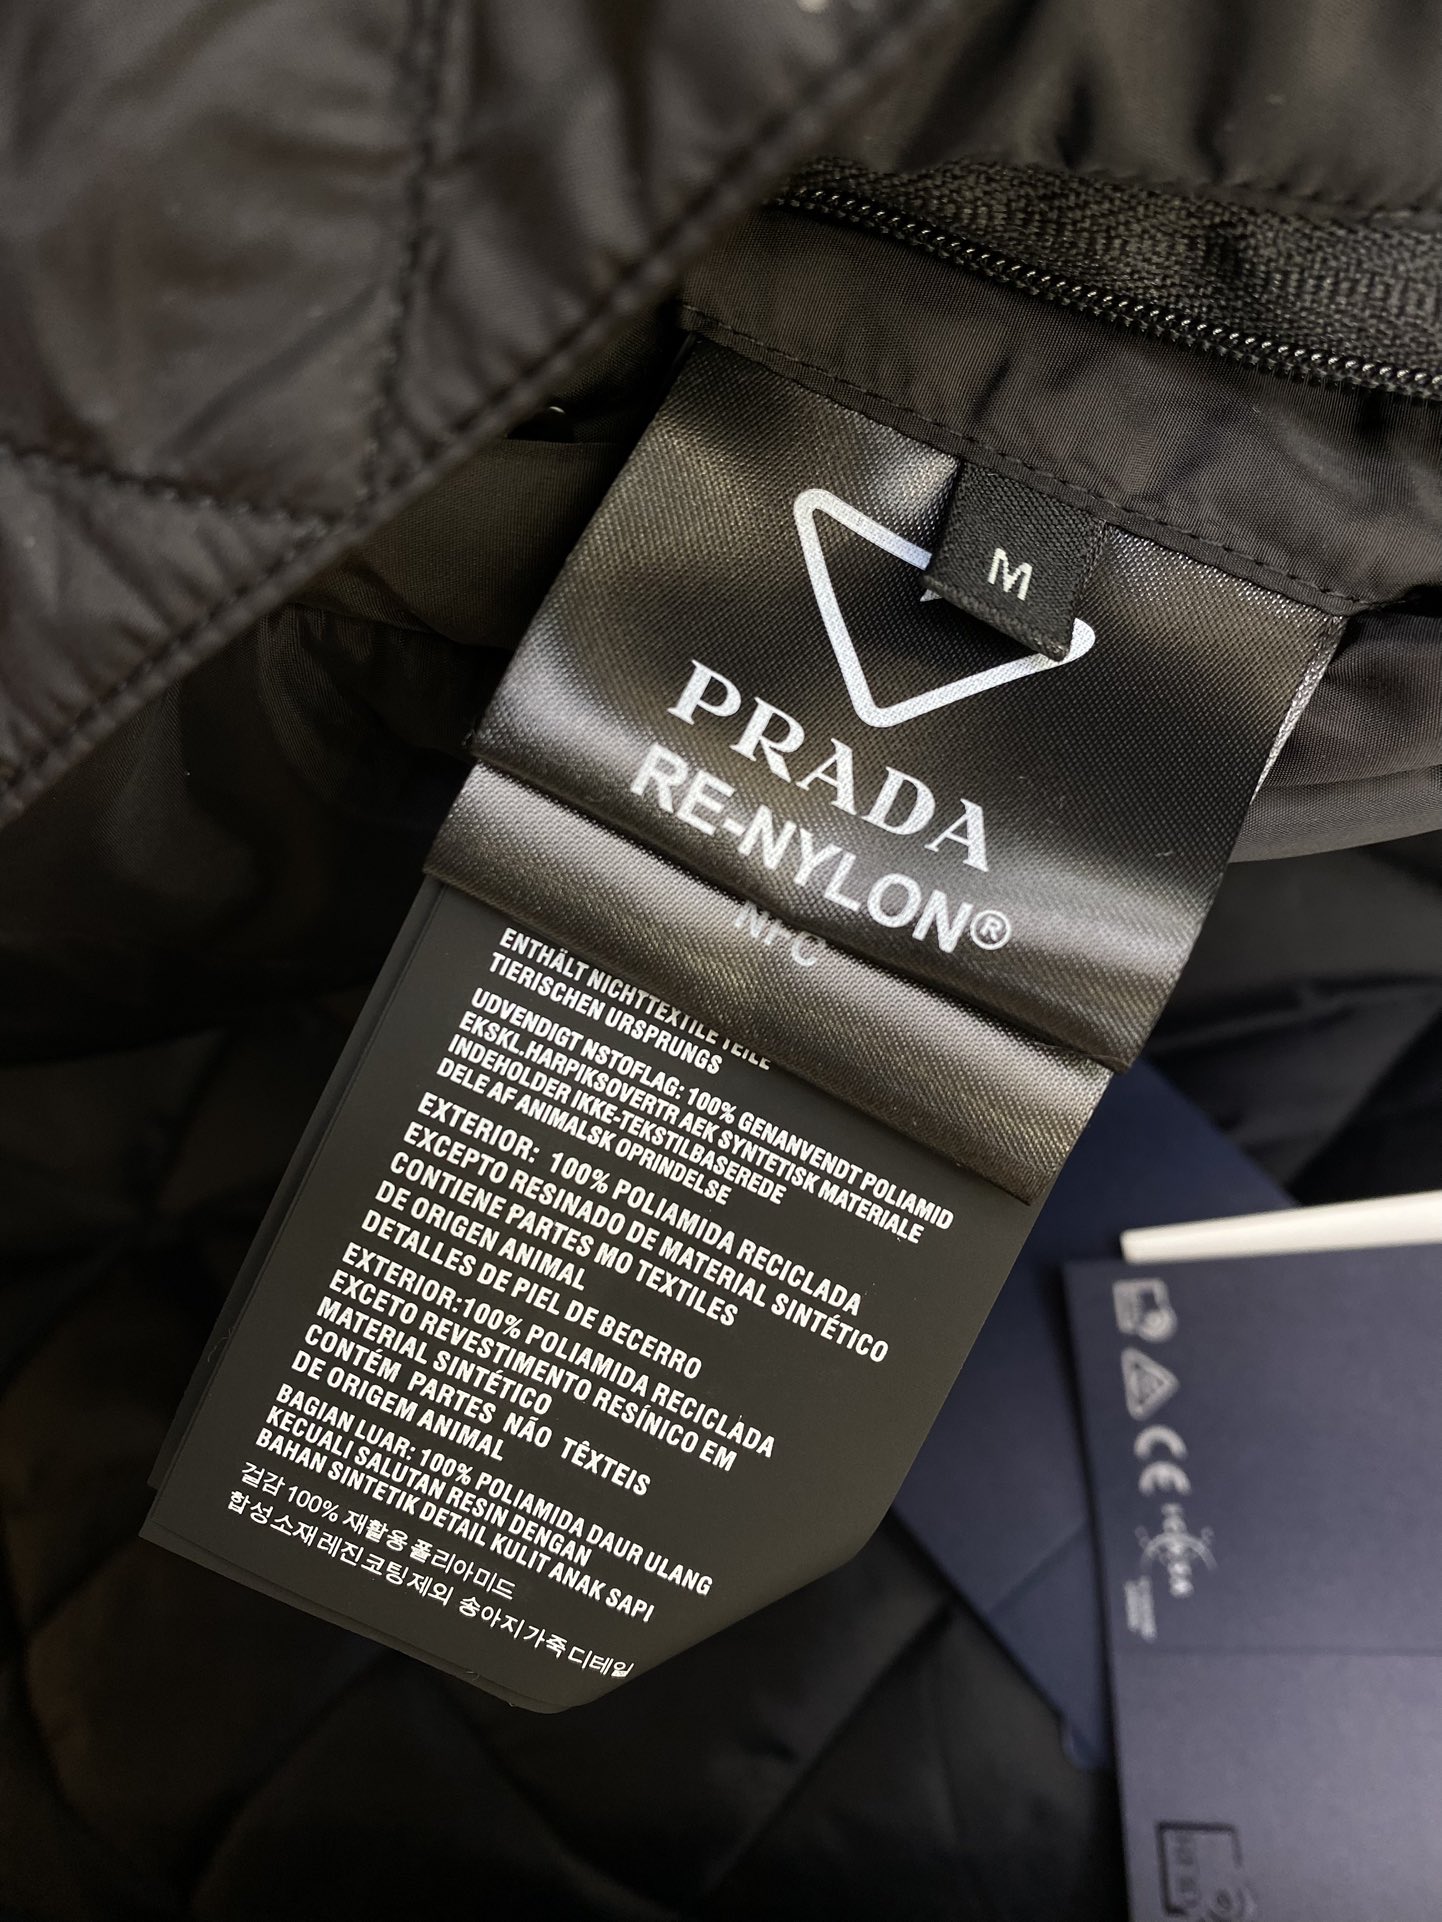 M
PRADA
RE-NYLON®
NFC
ENTHÄLT NICHTTEXTILE TEILE
TIERISCHEN URSPRUNGS
UDVENDIGT NSTOFLAG: 100% GENANVENDT POLIAMID
EKSKL.HARPIKSOVERTR AEK SYNTETISK MATERIALE
INDEHOLDER IKKE-TEKSTILBASEREDE
DELE AF ANIMALSK OPRINDELSE
EXTERIOR: 100% POLIAMIDA RECICLADA
EXCEPTO RESINADO DE MATERIAL SINTÉTICO
CONTIENE PARTES MO TEXTILES
DE ORIGEN ANIMAL
DETALLES DE PIEL DE BECERRO
EXTERIOR:100% POLIAMIDA RECICLADA
EXCETO REVESTIMENTO RESÍNICO EM
MATERIAL SINTÉTICO
CONTÉM PARTES NÃO TÊXTEIS
DE ORIGEM ANIMAL
BAGIAN LUAR: 100% POLIAMIDA DAUR ULANG
KECUALI SALUTAN RESIN DENGAN
BAHAN SINTETIK DETAIL KULIT ANAK SAPI
겉감 100% 재활용 폴리아미드
합성소재 레진코팅제외 송아지가죽 디테일
CE